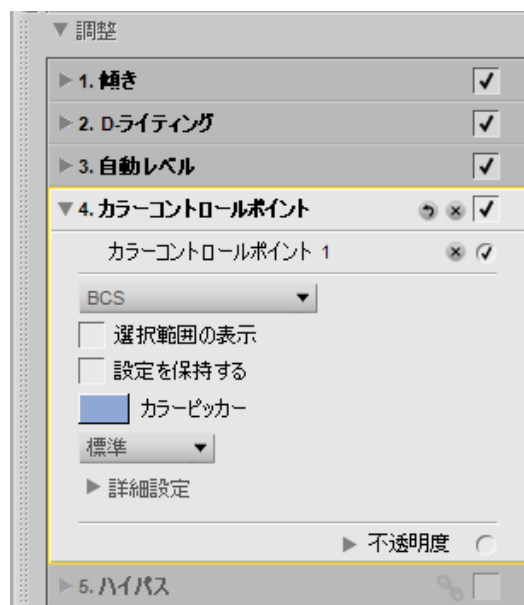 調整
1. 傾き
2. D-ライティング
3. 自動レベル
4. カラーコントロールポイント
カラーコントロールポイント 1
BCS
選択範囲の表示
設定を保持する
カラーピッカー
標準
詳細設定
不透明度
5. ハイパス